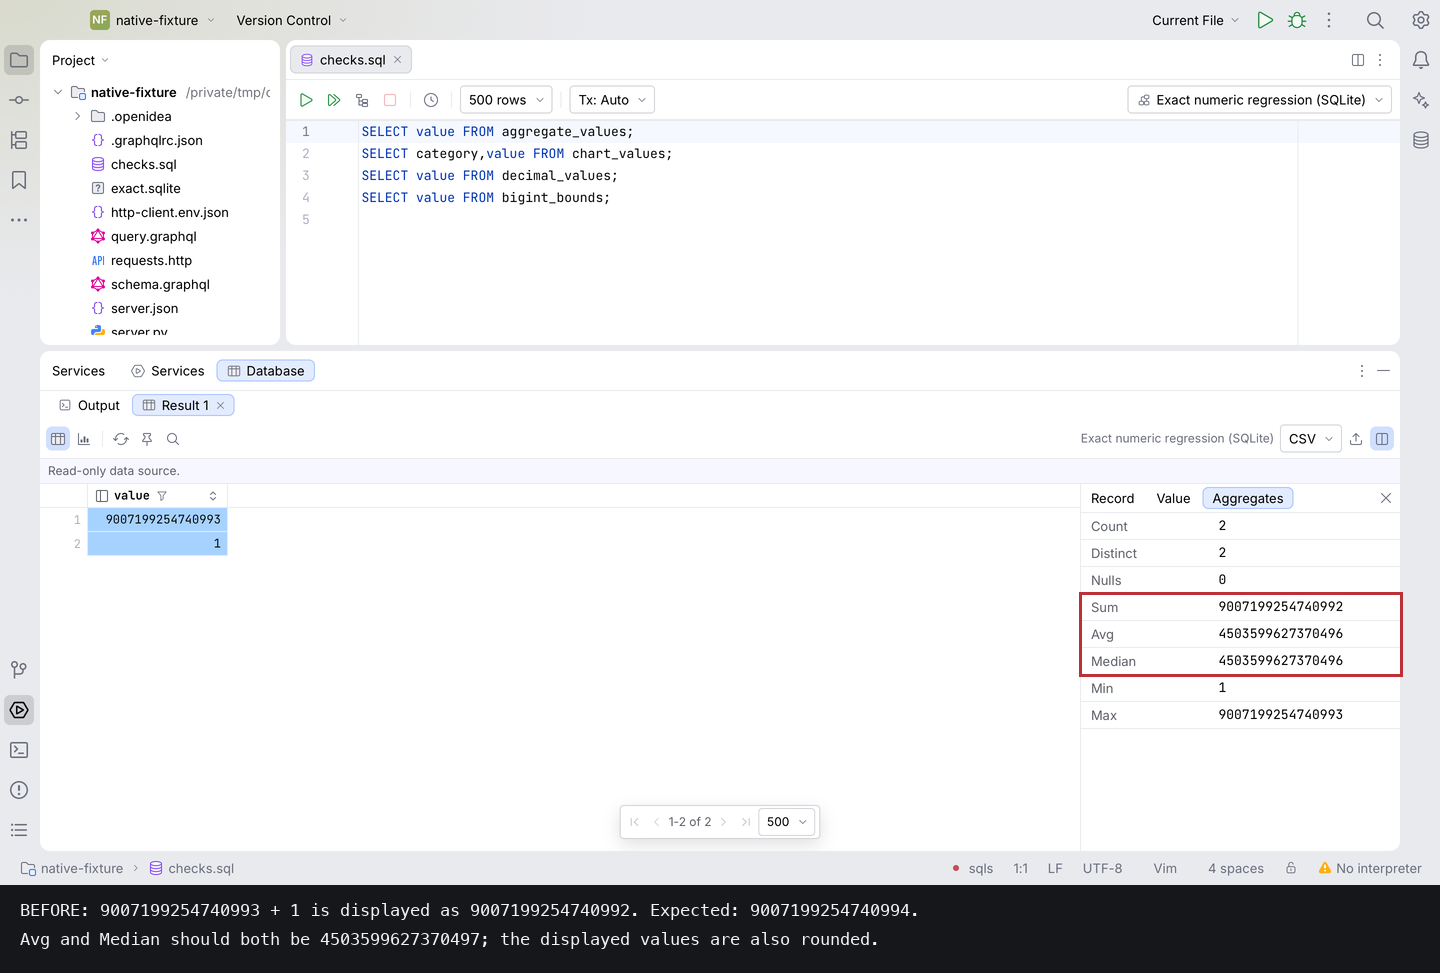 NF native-fixture Version Control Current File
Project
native-fixture /private/tmp/c
.openidea
.graphqlrc.json
checks.sql
exact.sqlite
http-client.env.json
query.graphql
API requests.http
schema.graphql
server.json
server.py
checks.sql
500 rows Tx: Auto Exact numeric regression (SQLite)
1 SELECT value FROM aggregate_values;
2 SELECT category,value FROM chart_values;
3 SELECT value FROM decimal_values;
4 SELECT value FROM bigint_bounds;
5
Services Services Database
Output Result 1
Exact numeric regression (SQLite) CSV
Read-only data source.
value
1 9007199254740993
2 1
Record Value Aggregates
Count 2
Distinct 2
Nulls 0
Sum 9007199254740992
Avg 4503599627370496
Median 4503599627370496
Min 1
Max 9007199254740993
1-2 of 2 500
native-fixture checks.sql sqls 1:1 LF UTF-8 Vim 4 spaces No interpreter
BEFORE: 9007199254740993 + 1 is displayed as 9007199254740992. Expected: 9007199254740994.
Avg and Median should both be 4503599627370497; the displayed values are also rounded.